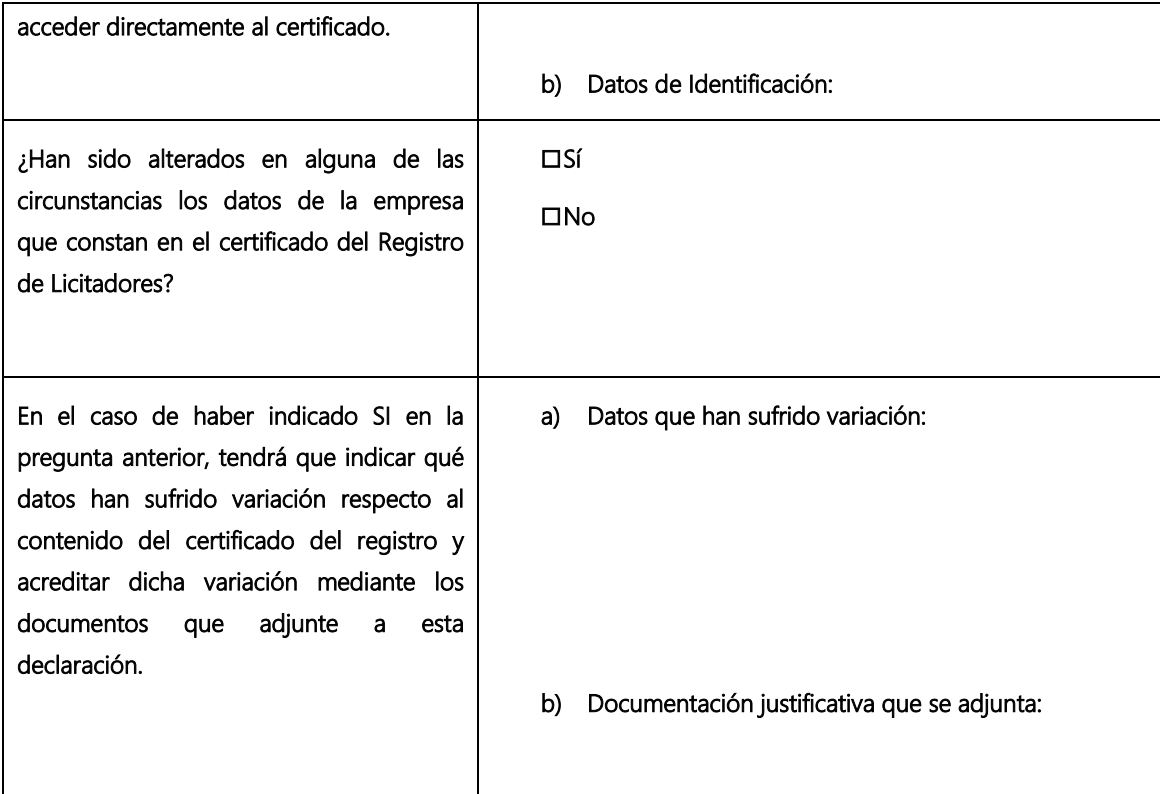 acceder directamente al certificado.
b) Datos de Identificación:
¿Han sido alterados en alguna de las
circunstancias los datos de la empresa
que constan en el certificado del Registro
de Licitadores?
☐Sí
☐No
En el caso de haber indicado SI en la
pregunta anterior, tendrá que indicar qué
datos han sufrido variación respecto al
contenido del certificado del registro y
acreditar dicha variación mediante los
documentos que adjunte a esta
declaración.
a) Datos que han sufrido variación:
b) Documentación justificativa que se adjunta: